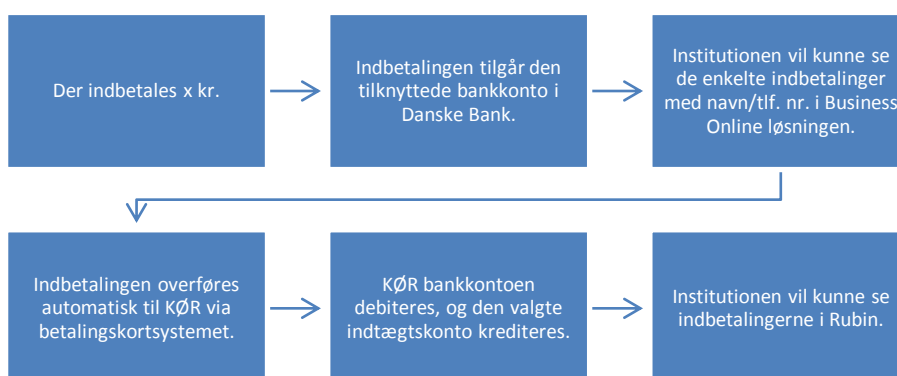 Der indbetales x kr.
Indbetalingen tilgår den
tilknyttede bankkonto i
Danske Bank.
Institutionen vil kunne se
de enkelte indbetalinger
med navn/tlf. nr. i Business
Online løsningen.
Indbetalingen overføres
automatisk til KØR via
betalingskortsystemet.
KØR bankkontoen
debiteres, og den valgte
indtægtskonto krediteres.
Institutionen vil kunne se
indbetalingerne i Rubin.